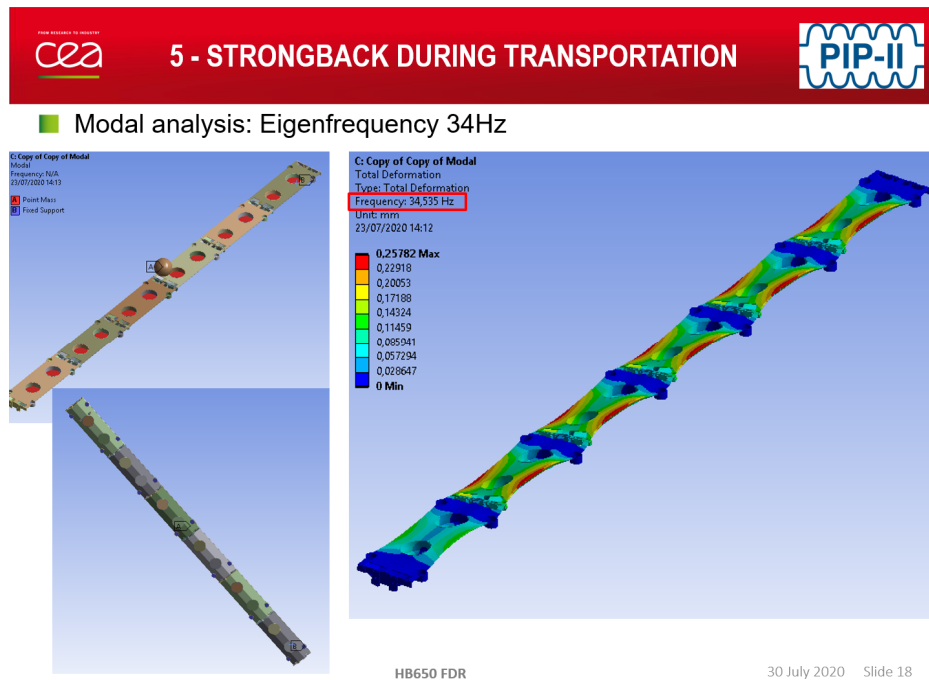 FROM RESEARCH TO INDUSTRY
cea
5 - STRONGBACK DURING TRANSPORTATION
PIP-II
Modal analysis: Eigenfrequency 34Hz
C: Copy of Copy of Modal
Modal
Frequency: N/A
23/07/2020 14:13
A Point Mass
B Fixed Support
B
A
A
B
C: Copy of Copy of Modal
Total Deformation
Type: Total Deformation
Frequency: 34,535 Hz
Unit: mm
23/07/2020 14:12
0,25782 Max
0,22918
0,20053
0,17188
0,14324
0,11459
0,085941
0,057294
0,028647
0 Min
HB650 FDR
30 July 2020 Slide 18